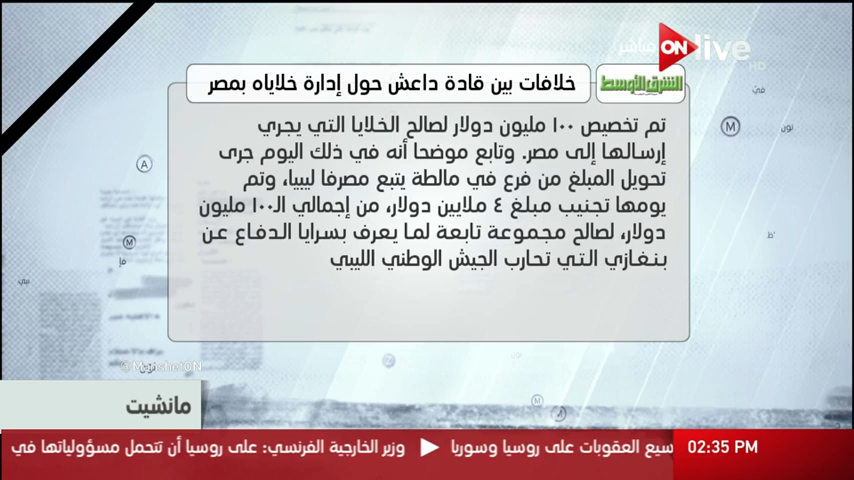 مباشر ON live
HD
خلافات بين قادة داعش حول إدارة خلاياه بمصر
الشرق الأوسط
تم تخصيص ١٠٠ مليون دولار لصالح الخلايا التي يجري
إرسالها إلى مصر. وتابع موضحا أنه في ذلك اليوم جرى
تحويل المبلغ من فرع في مالطة يتبع مصرفا ليبيا، وتم
يومها تجنيب مبلغ ٤ ملايين دولار، من إجمالي الـ١٠٠ مليون
دولار، لصالح مجموعة تابعة لما يعرف بسرايا الدفاع عن
بنغازي التي تحارب الجيش الوطني الليبي
@ManshetON
مانشيت
سيع العقوبات على روسيا وسوريا ◀ وزير الخارجية الفرنسي: على روسيا أن تتحمل مسؤولياتها في
02:35 PM